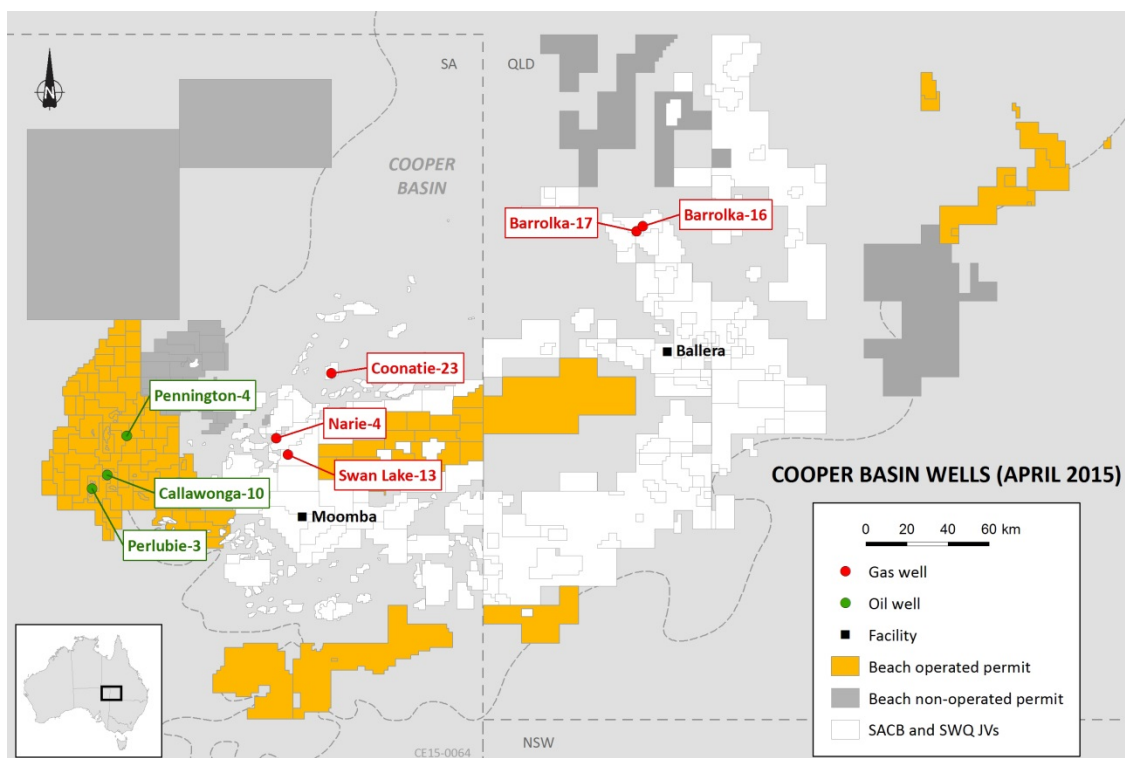 N
SA
QLD
COOPER
BASIN
Barrolka-17
Barrolka-16
Ballera
Coonatie-23
Pennington-4
Narie-4
Swan Lake-13
Callawonga-10
Moomba
Perlubie-3
COOPER BASIN WELLS (APRIL 2015)
0 20 40 60 km
Gas well
Oil well
Facility
Beach operated permit
Beach non-operated permit
SACB and SWQ JVs
CE15-0064
NSW